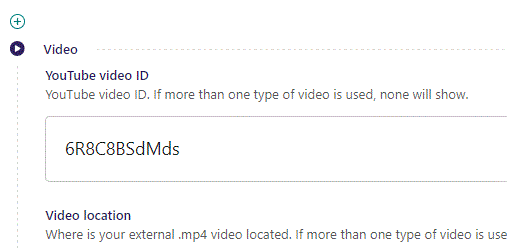 Video
YouTube video ID
YouTube video ID. If more than one type of video is used, none will show.
6R8C8BSdMds
Video location
Where is your external .mp4 video located. If more than one type of video is use